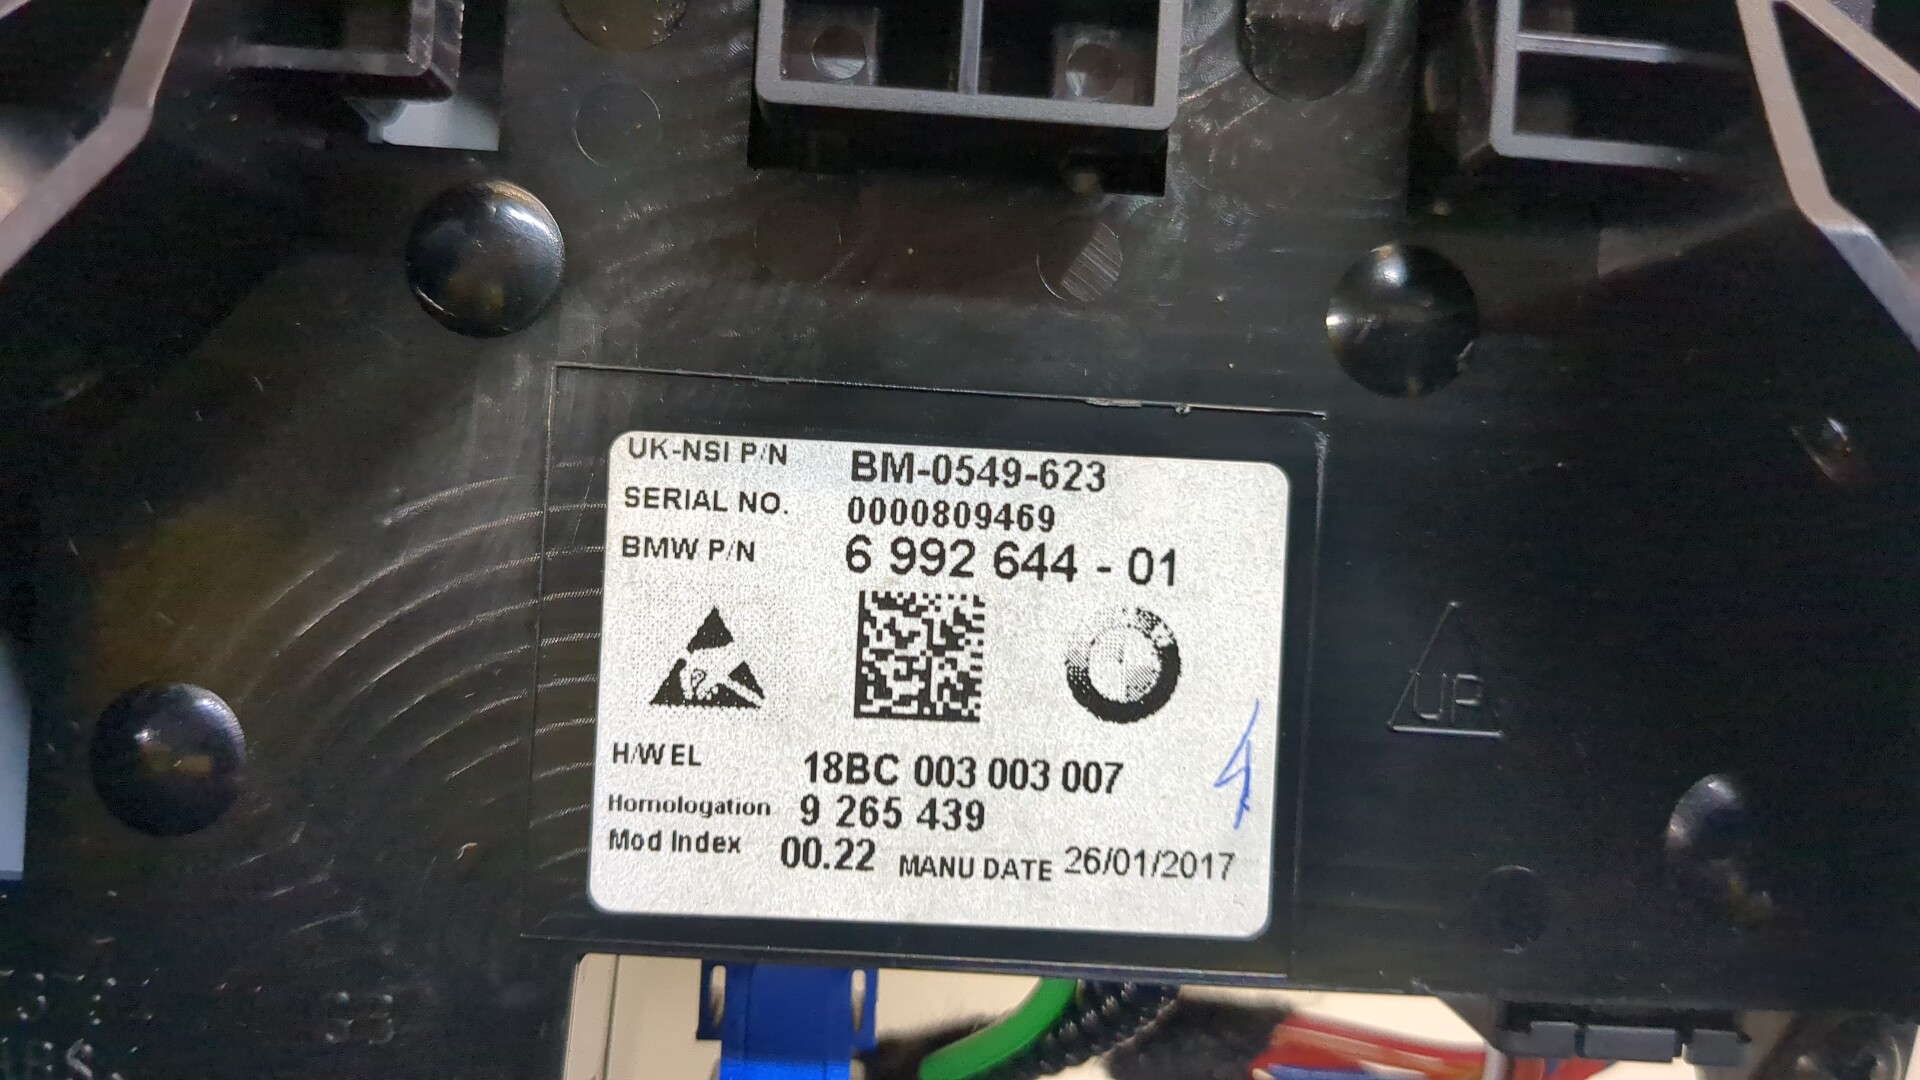 UK-NSI P/N BM-0549-623
SERIAL NO. 0000809469
BMW P/N 6 992 644 - 01
UP
H/W EL 18BC 003 003 007
Homologation 9 265 439
Mod Index 00.22 MANU DATE 26/01/2017